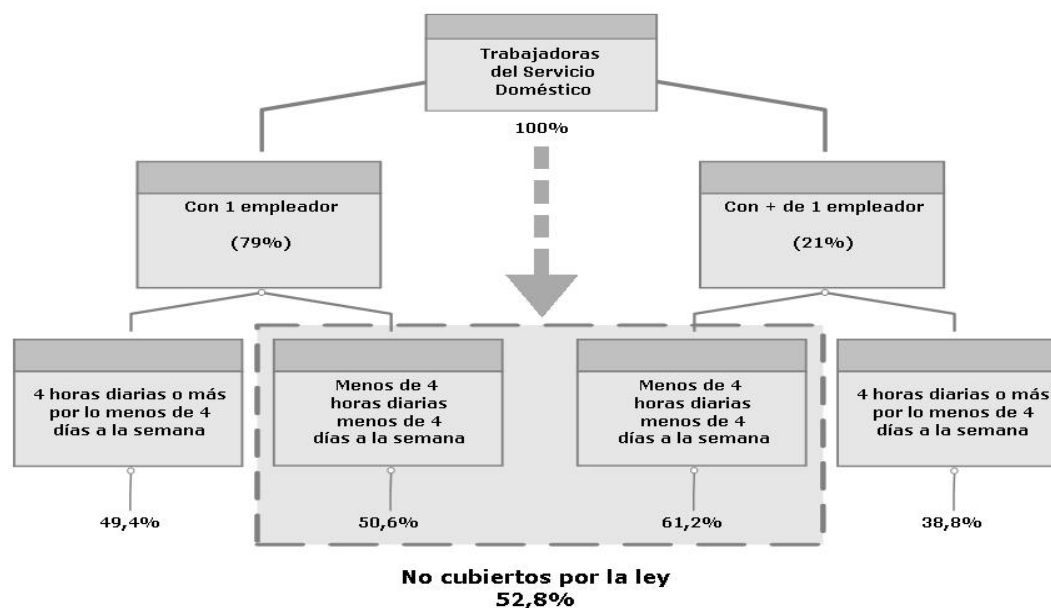 Trabajadoras
del Servicio
Doméstico
100%
Con 1 empleador
(79%)
Con + de 1 empleador
(21%)
4 horas diarias o más
por lo menos de 4
días a la semana
Menos de 4
horas diarias
menos de 4
días a la semana
Menos de 4
horas diarias
menos de 4
días a la semana
4 horas diarias o más
por lo menos de 4
días a la semana
49,4%
50,6%
61,2%
38,8%
No cubiertos por la ley
52,8%